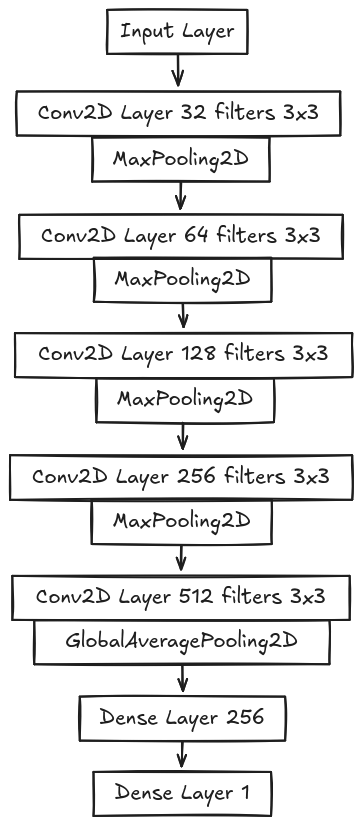 Input Layer
Conv2D Layer 32 filters 3x3
MaxPooling2D
Conv2D Layer 64 filters 3x3
MaxPooling2D
Conv2D Layer 128 filters 3x3
MaxPooling2D
Conv2D Layer 256 filters 3x3
MaxPooling2D
Conv2D Layer 512 filters 3x3
GlobalAveragePooling2D
Dense Layer 256
Dense Layer 1